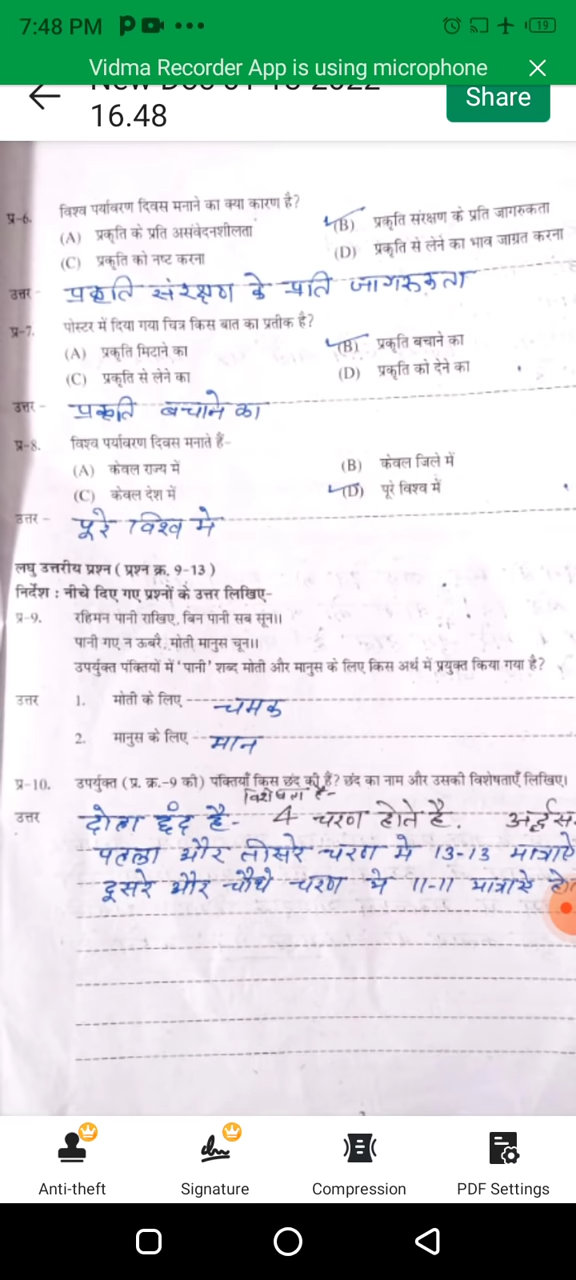 7:48 PM
19
Vidma Recorder App is using microphone
16.48
Share
प्र-6. विश्व पर्यावरण दिवस मनाने का क्या कारण है?
(A) प्रकृति के प्रति असंवेदनशीलता (B) प्रकृति संरक्षण के प्रति जागरुकता
(C) प्रकृति को नष्ट करना (D) प्रकृति से लेने का भाव जाग्रत करना
उत्तर - प्रकृति संरक्षण के प्रति जागरुकता
प्र-7. पोस्टर में दिया गया चित्र किस बात का प्रतीक है?
(A) प्रकृति मिटाने का (B) प्रकृति बचाने का
(C) प्रकृति से लेने का (D) प्रकृति को देने का
उत्तर - प्रकृति बचाने का
प्र-8. विश्व पर्यावरण दिवस मनाते हैं-
(A) केवल राज्य में (B) केवल जिले में
(C) केवल देश में (D) पूरे विश्व में
उत्तर - पूरे विश्व मे
लघु उत्तरीय प्रश्न ( प्रश्न क्र. 9-13 )
निर्देश : नीचे दिए गए प्रश्नों के उत्तर लिखिए-
प्र-9. रहिमन पानी राखिए, बिन पानी सब सून।।
पानी गए न ऊबरै, मोती मानुस चून।।
उपर्युक्त पंक्तियों में 'पानी' शब्द मोती और मानुस के लिए किस अर्थ में प्रयुक्त किया गया है?
उत्तर 1. मोती के लिए चमक
2. मानुस के लिए मान
प्र-10. उपर्युक्त (प्र. क्र.-9 की) पंक्तियाँ किस छंद की हैं? छंद का नाम और उसकी विशेषताएँ लिखिए।
उत्तर दोहा छंद है- 4 चरण होते है.
पहला और तीसरे चरण मे 13-13 मात्राऐ
दूसरे और चौथे चरण मे 11-11 मात्राऐ
Anti-theft
Signature
Compression
PDF Settings